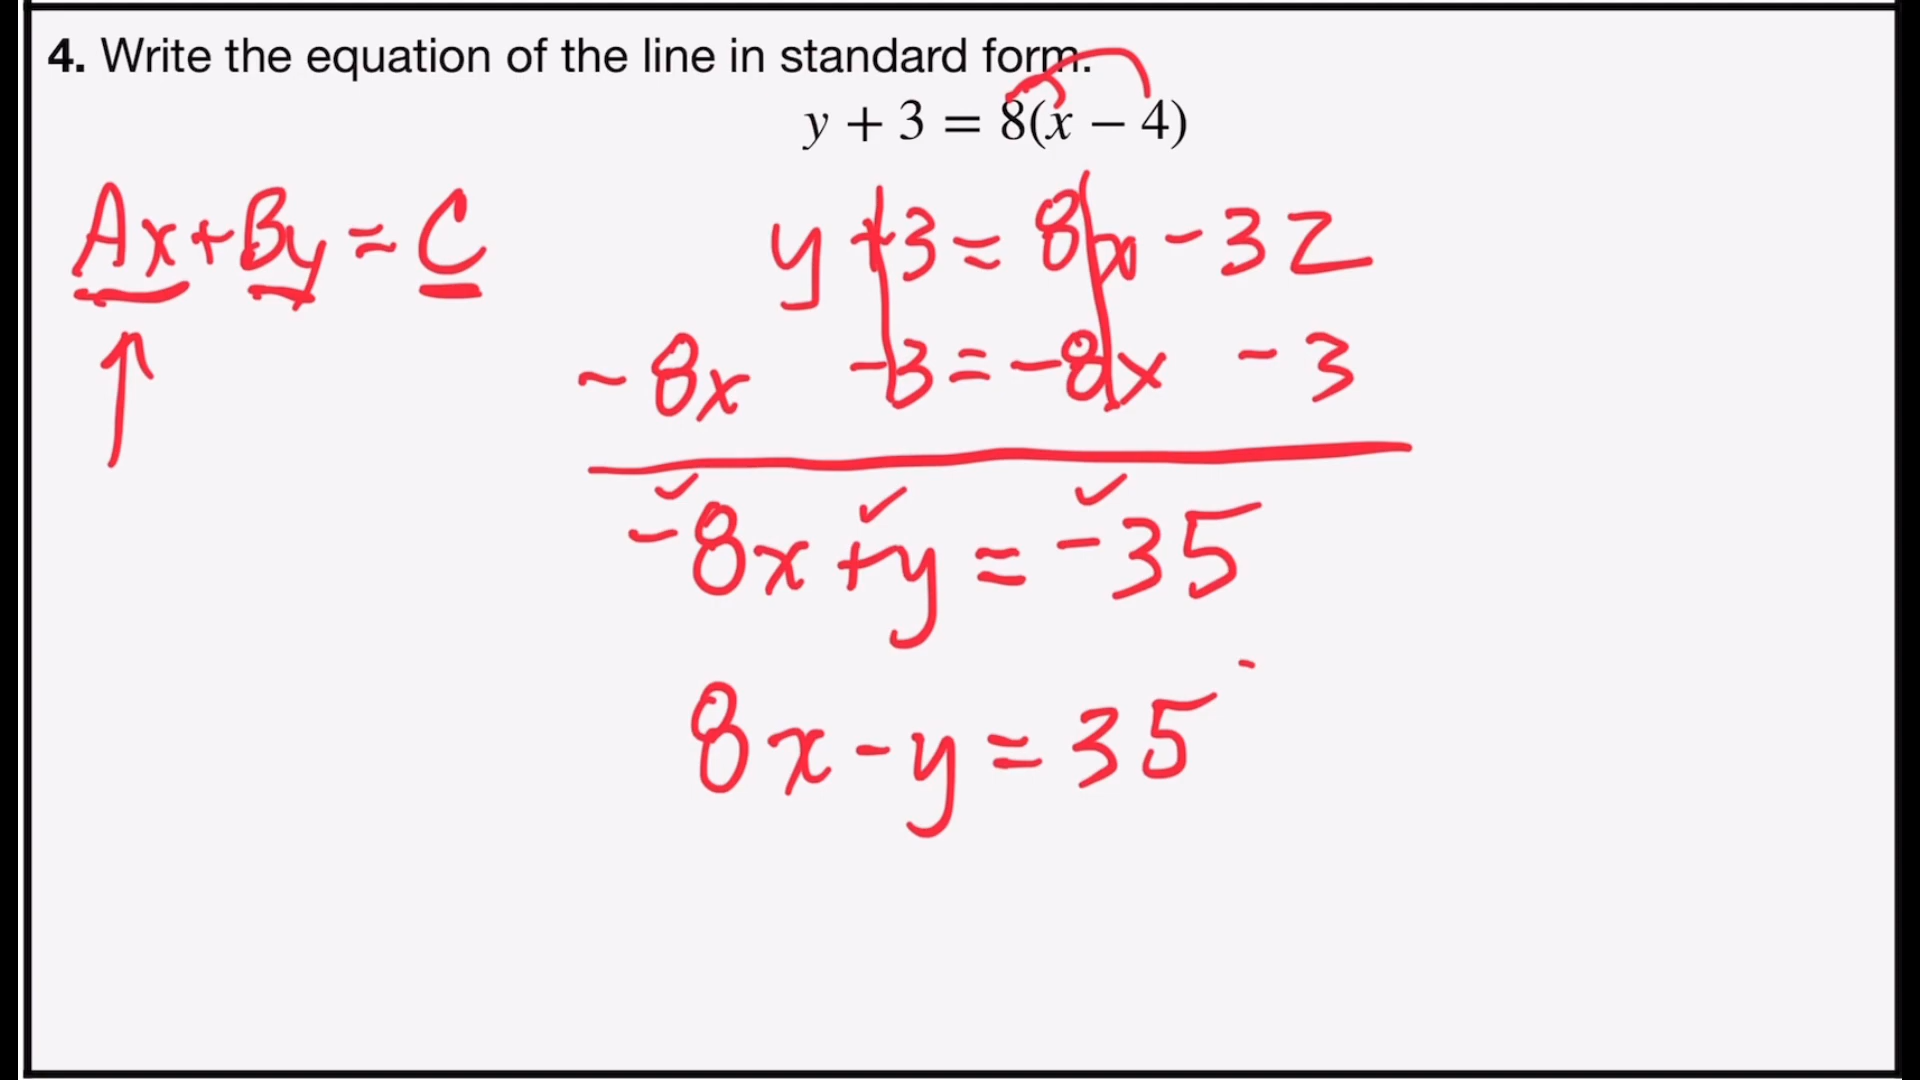 4. Write the equation of the line in standard form.
y + 3 = 8(x − 4)
Ax+By=C
y+3=8x-32
-8x -3=-8x -3
-8x+y=-35
8x-y=35